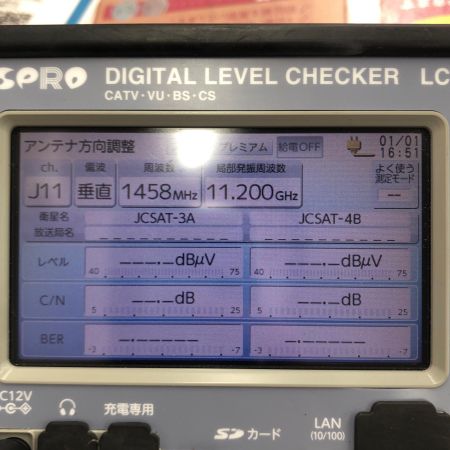 SPRO DIGITAL LEVEL CHECKER LC
CATV・VU・BS・CS
アンテナ方向調整 プレミアム 給電OFF 01/01
16:51
ch. 電波 周波数 局部発振周波数 よく使う
測定モード
J11 垂直 1458MHz 11.200GHz --
衛星名 JCSAT-3A JCSAT-4B
放送局名 ---------- ----------
レベル ---.-dBμV ---.-dBμV
40 75 40 75
C/N ---.-dB ---.-dB
5 25 5 25
BER -.------ -.------
-3 -7 -3 -7
C12V 充電専用 SDカード LAN
(10/100)